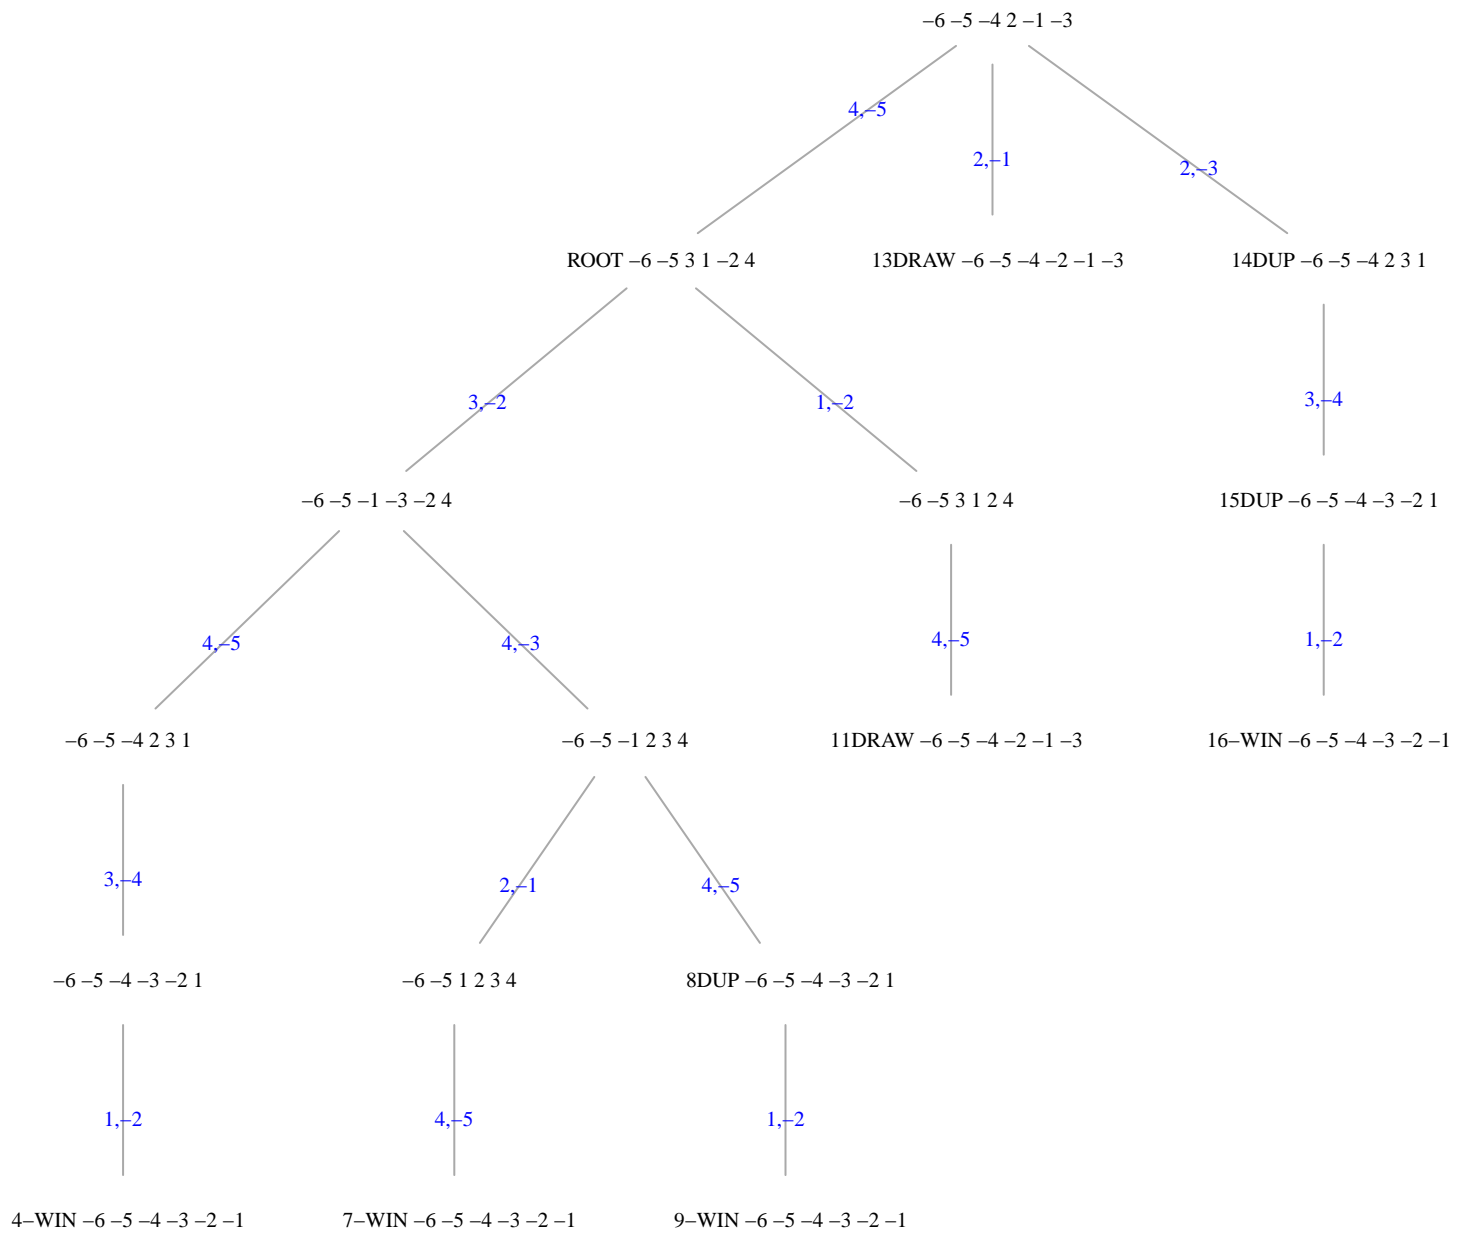 –6 –5 –4 2 –1 –3
4,–5
2,–1
2,–3
ROOT –6 –5 3 1 –2 4
13DRAW –6 –5 –4 –2 –1 –3
14DUP –6 –5 –4 2 3 1
3,–2
1,–2
3,–4
–6 –5 –1 –3 –2 4
–6 –5 3 1 2 4
15DUP –6 –5 –4 –3 –2 1
4,–5
4,–3
4,–5
1,–2
–6 –5 –4 2 3 1
–6 –5 –1 2 3 4
11DRAW –6 –5 –4 –2 –1 –3
16–WIN –6 –5 –4 –3 –2 –1
3,–4
2,–1
4,–5
–6 –5 –4 –3 –2 1
–6 –5 1 2 3 4
8DUP –6 –5 –4 –3 –2 1
1,–2
4,–5
1,–2
4–WIN –6 –5 –4 –3 –2 –1
7–WIN –6 –5 –4 –3 –2 –1
9–WIN –6 –5 –4 –3 –2 –1